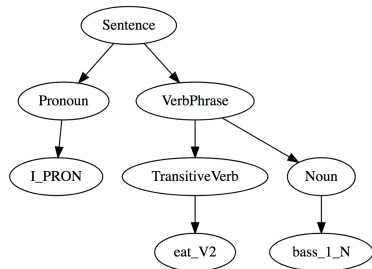 Sentence
Pronoun VerbPhrase
I_PRON TransitiveVerb Noun
eat_V2 bass_1_N